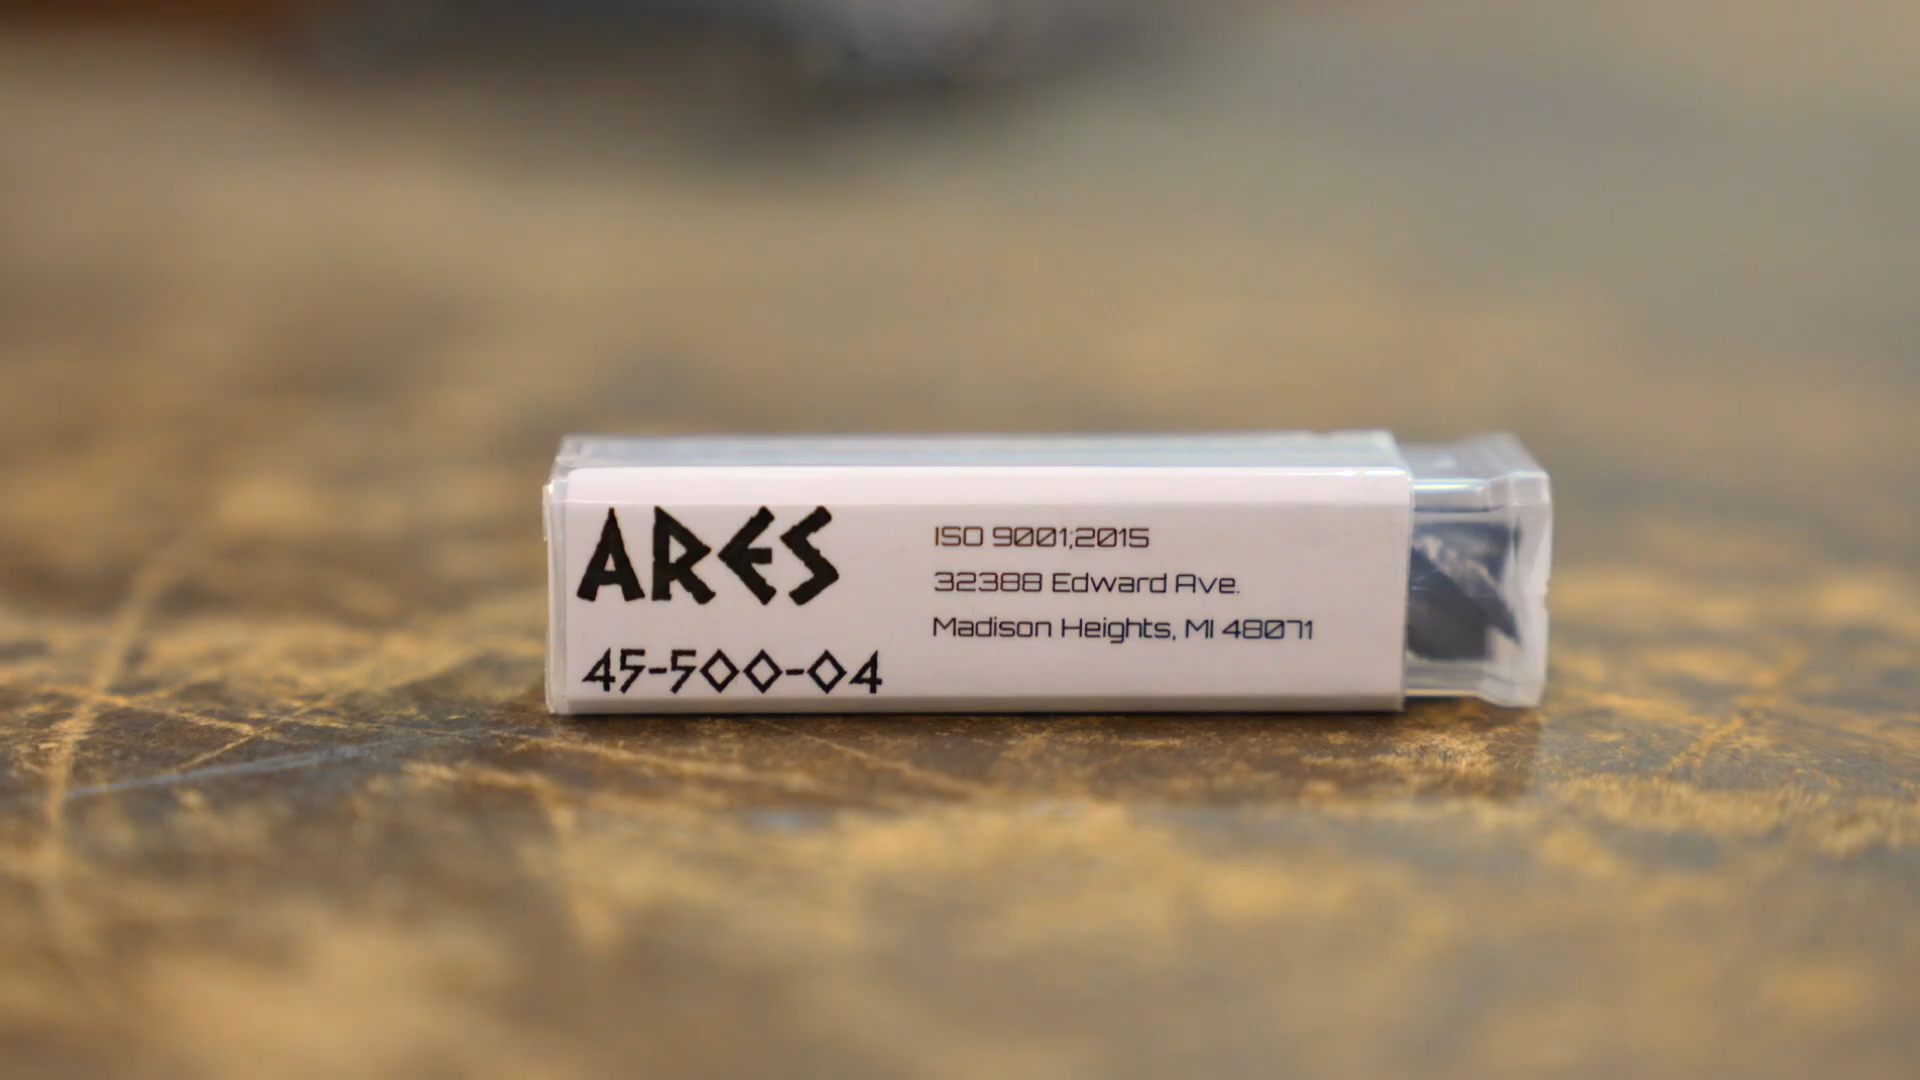 ARES
45-500-04
ISO 9001;2015
32388 Edward Ave.
Madison Heights, MI 48071